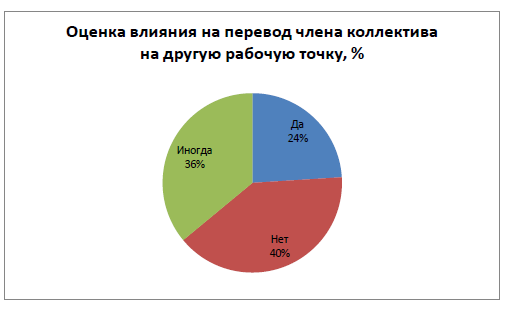 Оценка влияния на перевод члена коллектива
на другую рабочую точку, %
Да
24%
Иногда
36%
Нет
40%